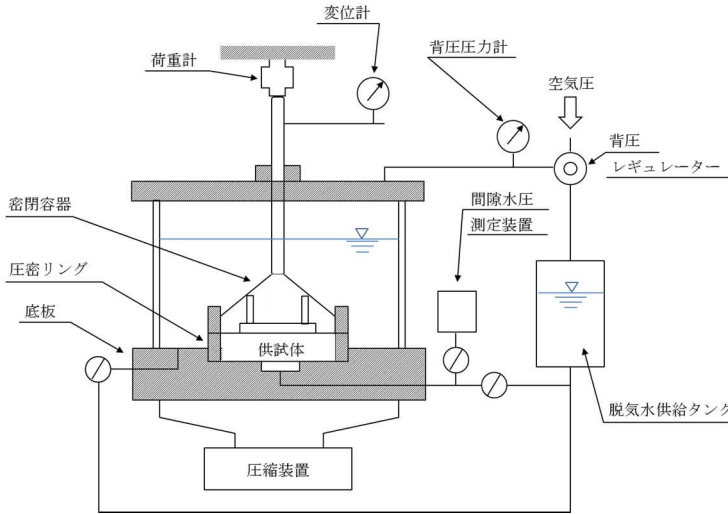 変位計
荷重計
背圧圧力計
空気圧
背圧
レギュレーター
密閉容器
間隙水圧
測定装置
圧密リング
底板
供試体
脱気水供給タンク
圧縮装置